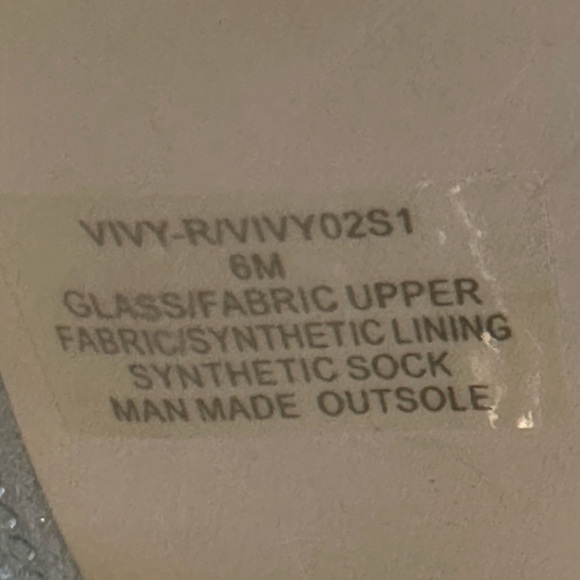 VIVY-R/VIVY02S1
6M
GLASS/FABRIC UPPER
FABRIC/SYNTHETIC LINING
SYNTHETIC SOCK
MAN MADE OUTSOLE